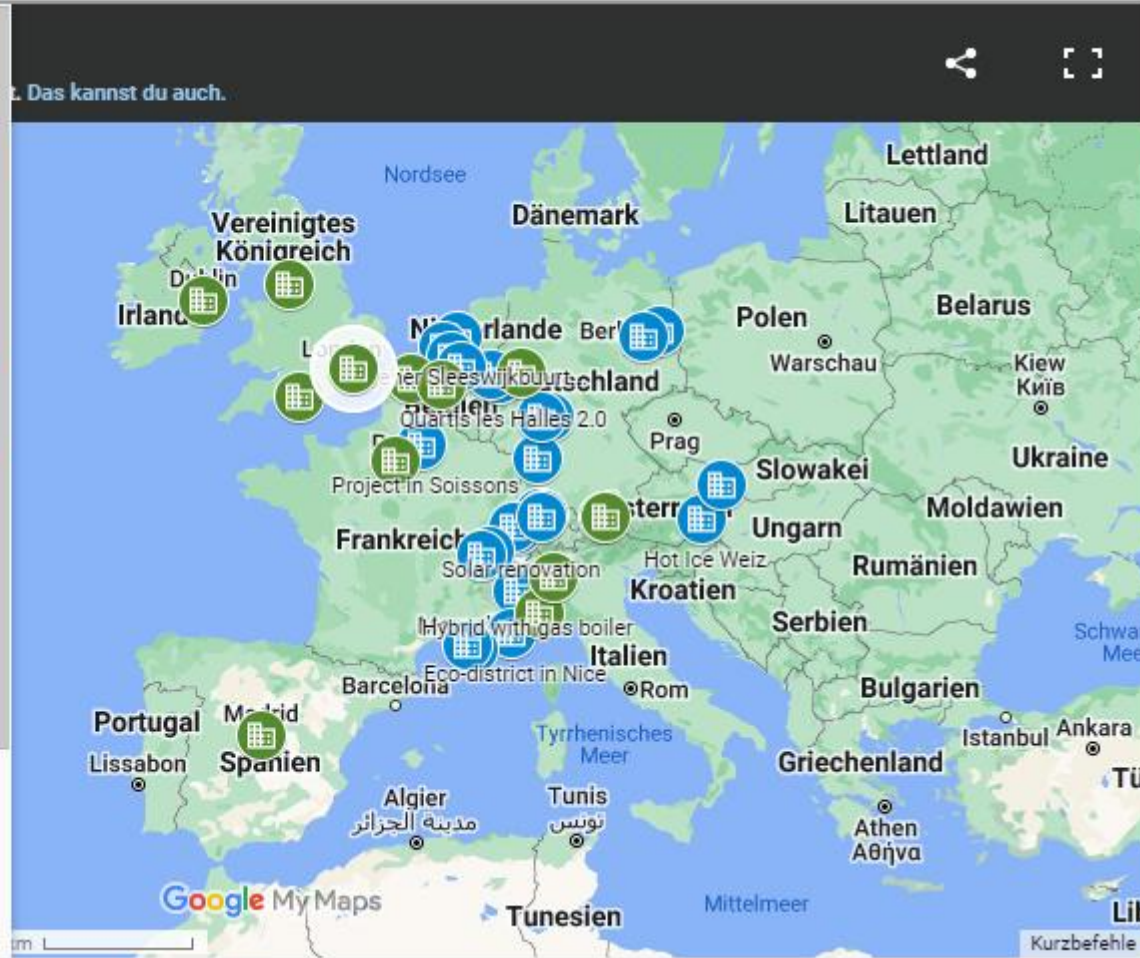 t. Das kannst du auch.
Lettland
Nordsee
Dänemark
Litauen
Vereinigtes
Königreich
Dublin
Irland
Belarus
Polen
Warschau
Kiew
Київ
Sleeswijkbuurt
Quartis les Halles 2.0
Prag
Slowakei
Ukraine
Project in Soissons
Moldawien
Ungarn
Frankreich
Hot Ice Weiz
Solar renovation
Rumänien
Kroatien
Hybrid with gas boiler
Serbien
Italien
Eco-district in Nice
Barcelona
Rom
Bulgarien
Portugal
Madrid
Tyrrhenisches
Meer
Istanbul
Ankara
Lissabon
Spanien
Griechenland
Algier
مدينة الجزائر
Tunis
تونس
Athen
Αθήνα
Google My Maps
Tunesien
Mittelmeer
km
Kurzbefehle